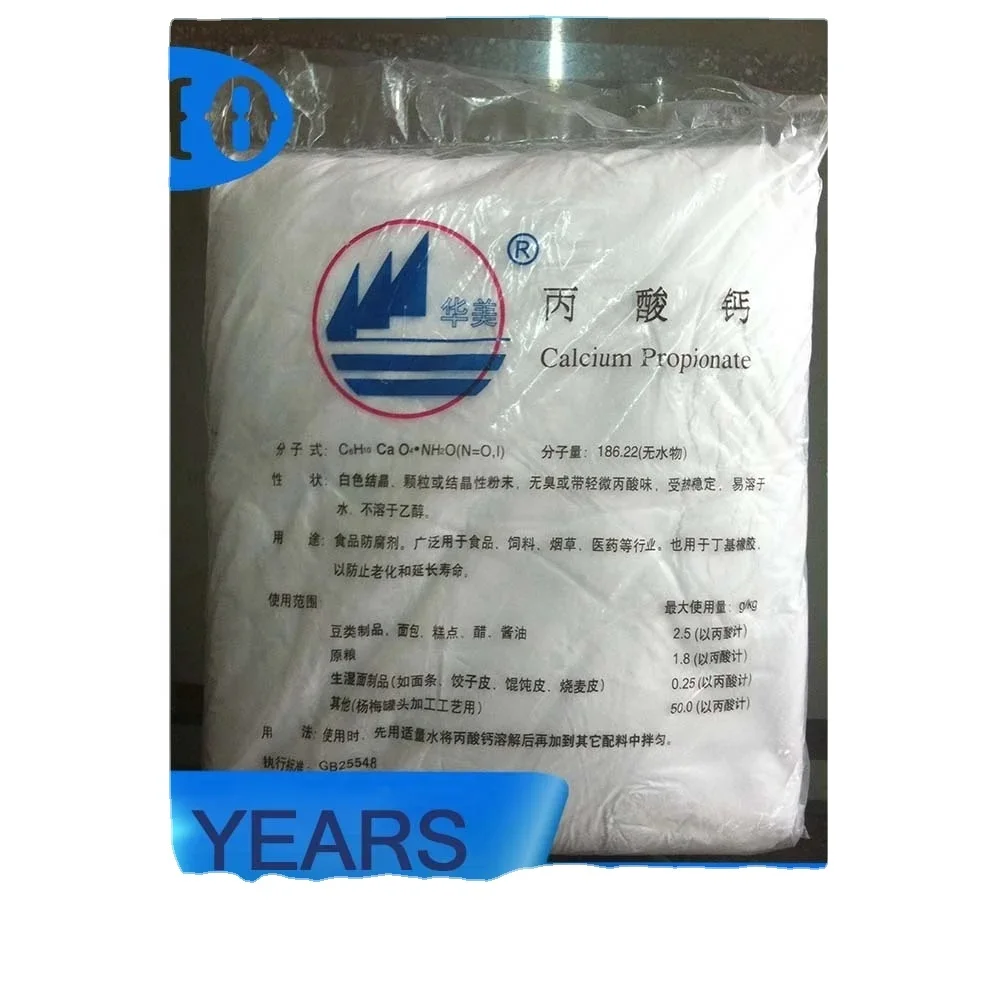 ®
华美
丙酸钙
Calcium Propionate
分子式: C₆H₁₀ Ca O₄•NH₂O(N=O,I) 分子量: 186.22(无水物)
性状: 白色结晶、颗粒或结晶性粉末, 无臭或带轻微丙酸味, 受热稳定, 易溶于
水, 不溶于乙醇。
用途: 食品防腐剂。广泛用于食品、饲料、烟草、医药等行业。也用于丁基橡胶,
以防止老化和延长寿命。
使用范围: 最大使用量: g/kg
豆类制品、面包、糕点、醋、酱油 2.5 (以丙酸计)
原粮 1.8 (以丙酸计)
生湿面制品(如面条、饺子皮、馄饨皮、烧麦皮) 0.25 (以丙酸计)
其他(杨梅罐头加工工艺用) 50.0 (以丙酸计)
用法: 使用时、先用适量水将丙酸钙溶解后再加到其它配料中拌匀。
执行标准: GB25548
YEARS